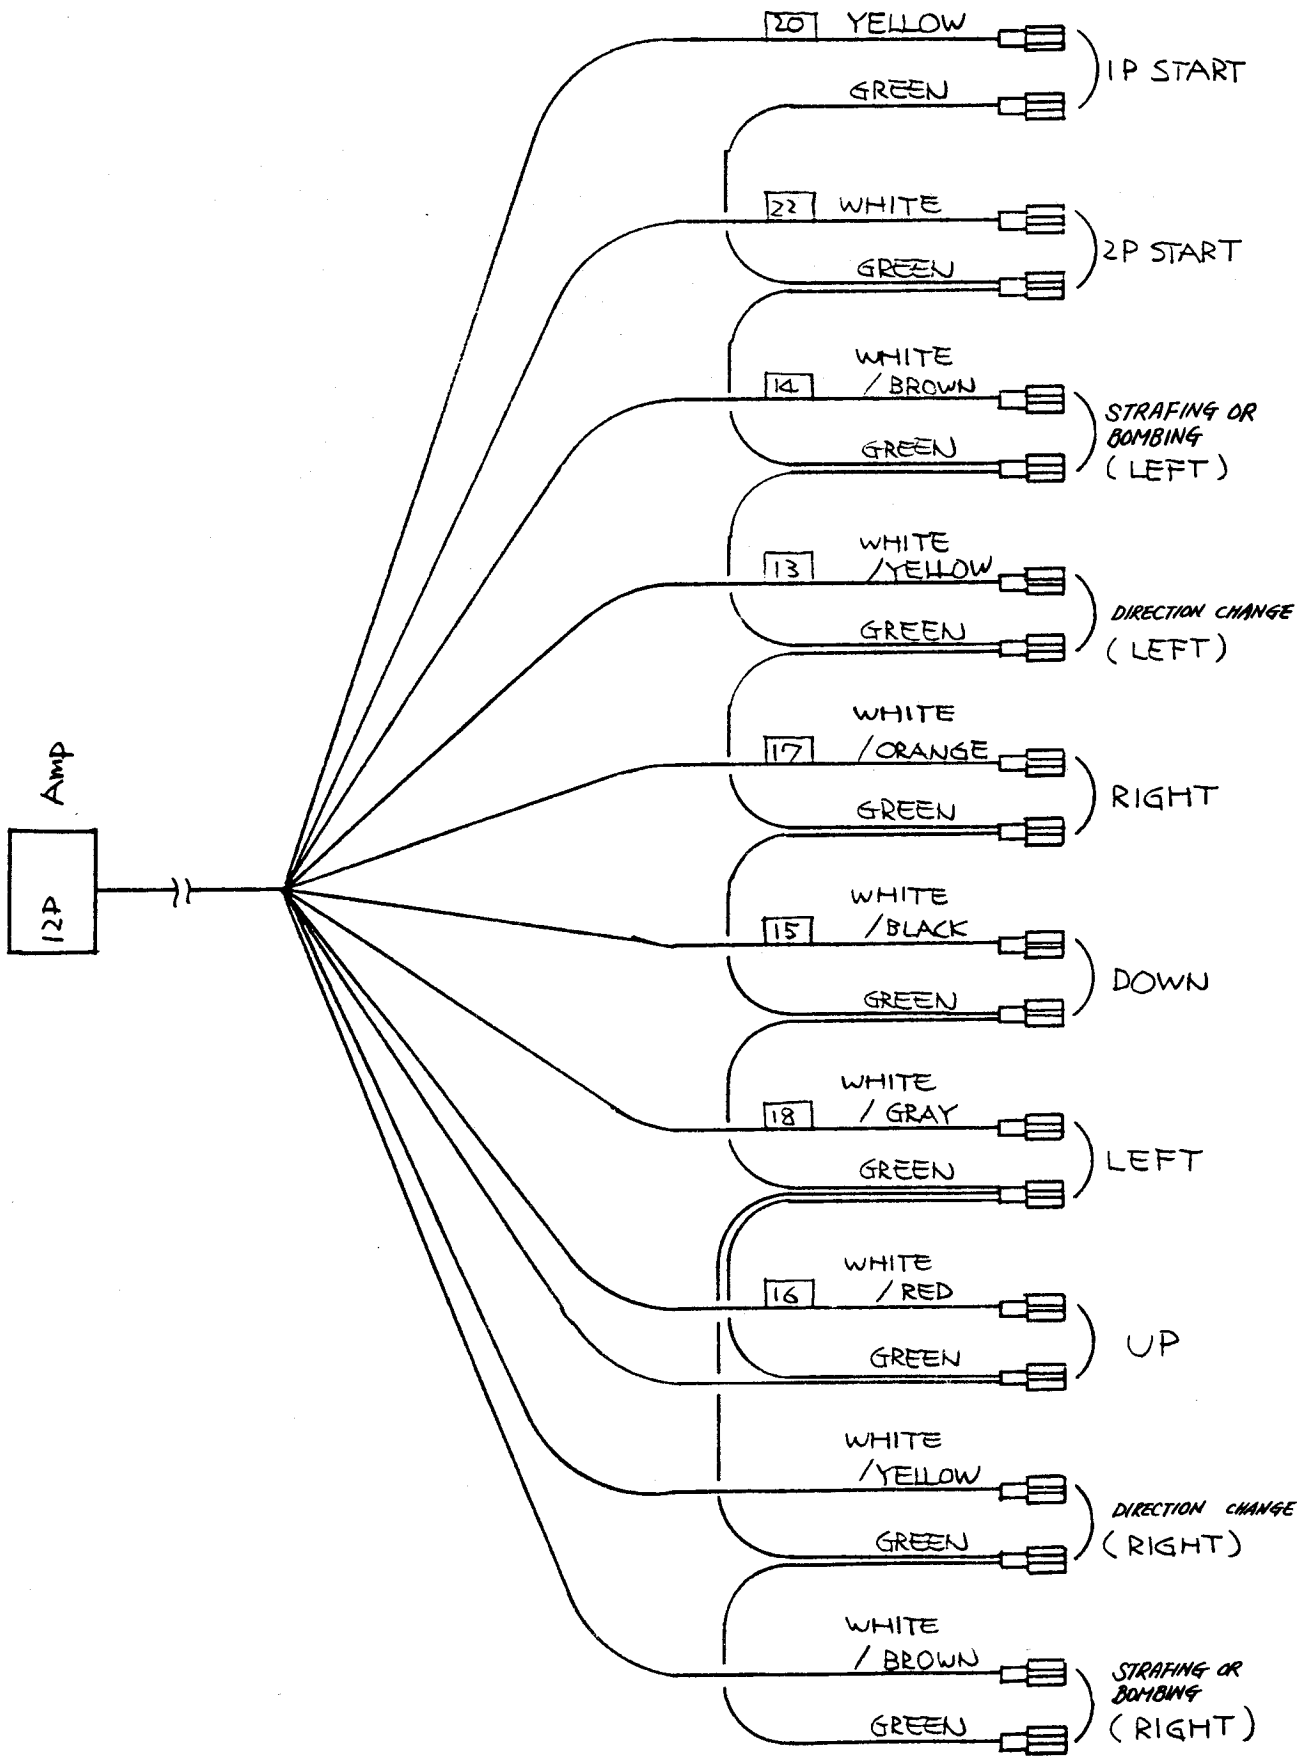 20 YELLOW
GREEN
1P START
22 WHITE
GREEN
2P START
WHITE
14 / BROWN
GREEN
STRAFING OR
BOMBING
(LEFT)
WHITE
13 /YELLOW
GREEN
DIRECTION CHANGE
(LEFT)
WHITE
17 /ORANGE
GREEN
RIGHT
Amp
12P
WHITE
15 /BLACK
GREEN
DOWN
WHITE
18 / GRAY
GREEN
LEFT
WHITE
16 / RED
GREEN
UP
WHITE
/YELLOW
GREEN
DIRECTION CHANGE
(RIGHT)
WHITE
/ BROWN
GREEN
STRAFING OR
BOMBING
(RIGHT)